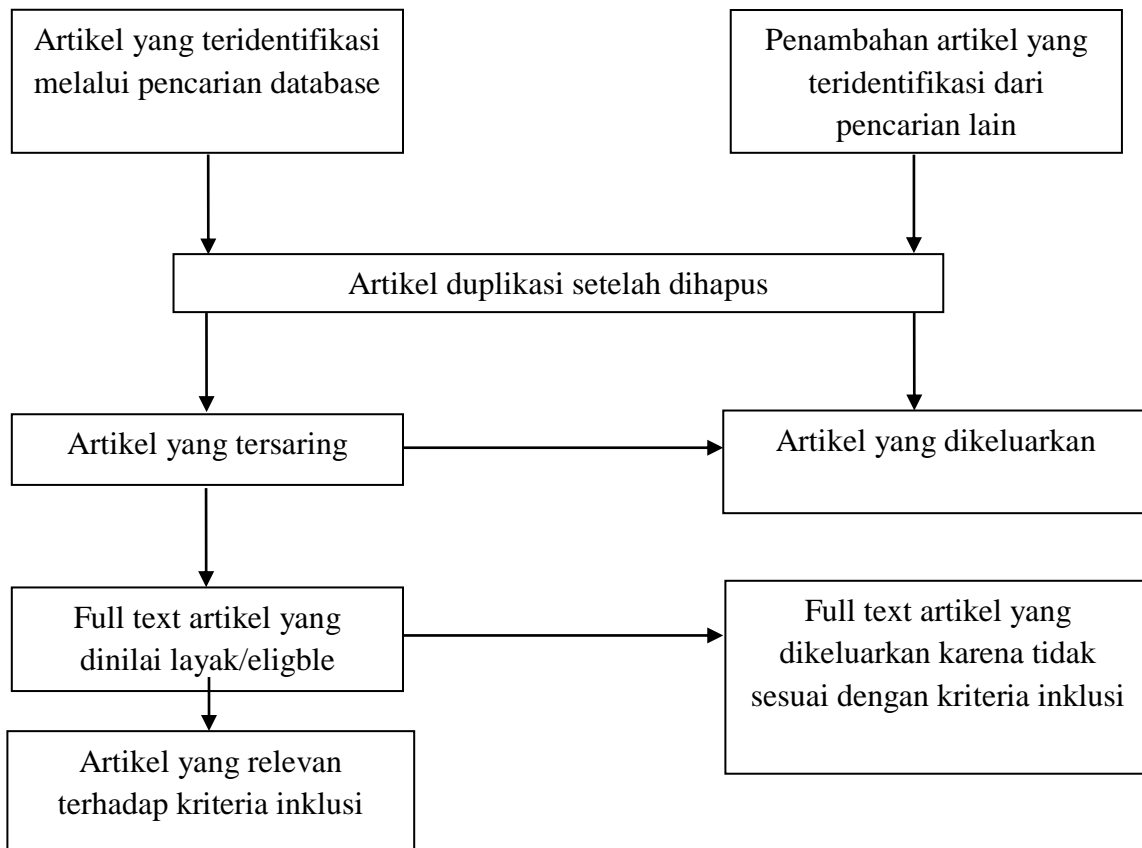 Artikel yang teridentifikasi
melalui pencarian database
Penambahan artikel yang
teridentifikasi dari
pencarian lain
Artikel duplikasi setelah dihapus
Artikel yang tersaring
Artikel yang dikeluarkan
Full text artikel yang
dinilai layak/eligble
Full text artikel yang
dikeluarkan karena tidak
sesuai dengan kriteria inklusi
Artikel yang relevan
terhadap kriteria inklusi